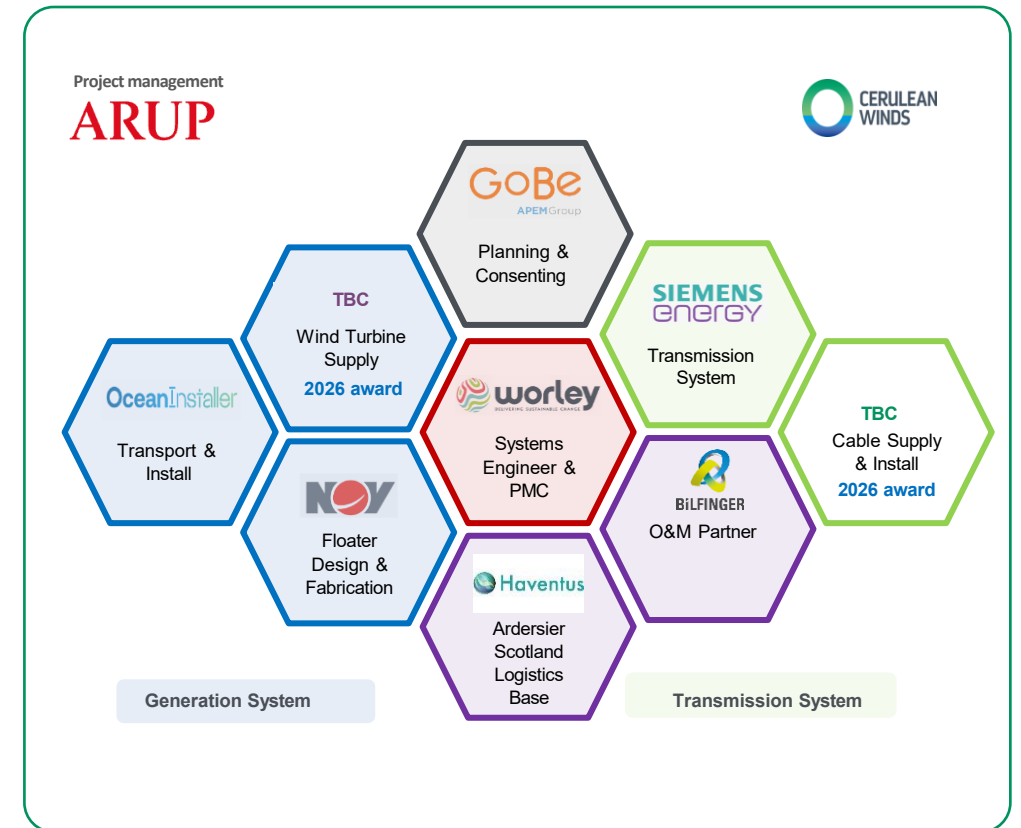 Project management
ARUP
CERULEAN
WINDS
GoBe
APEMGroup
Planning &
Consenting
TBC
Wind Turbine
Supply
2026 award
SIEMENS
energy
Transmission
System
OceanInstaller
Transport &
Install
worley
DELIVERING SUSTAINABLE CHANGE
Systems
Engineer &
PMC
TBC
Cable Supply
& Install
2026 award
NOV
Floater
Design &
Fabrication
BILFINGER
O&M Partner
Haventus
Ardersier
Scotland
Logistics
Base
Generation System
Transmission System